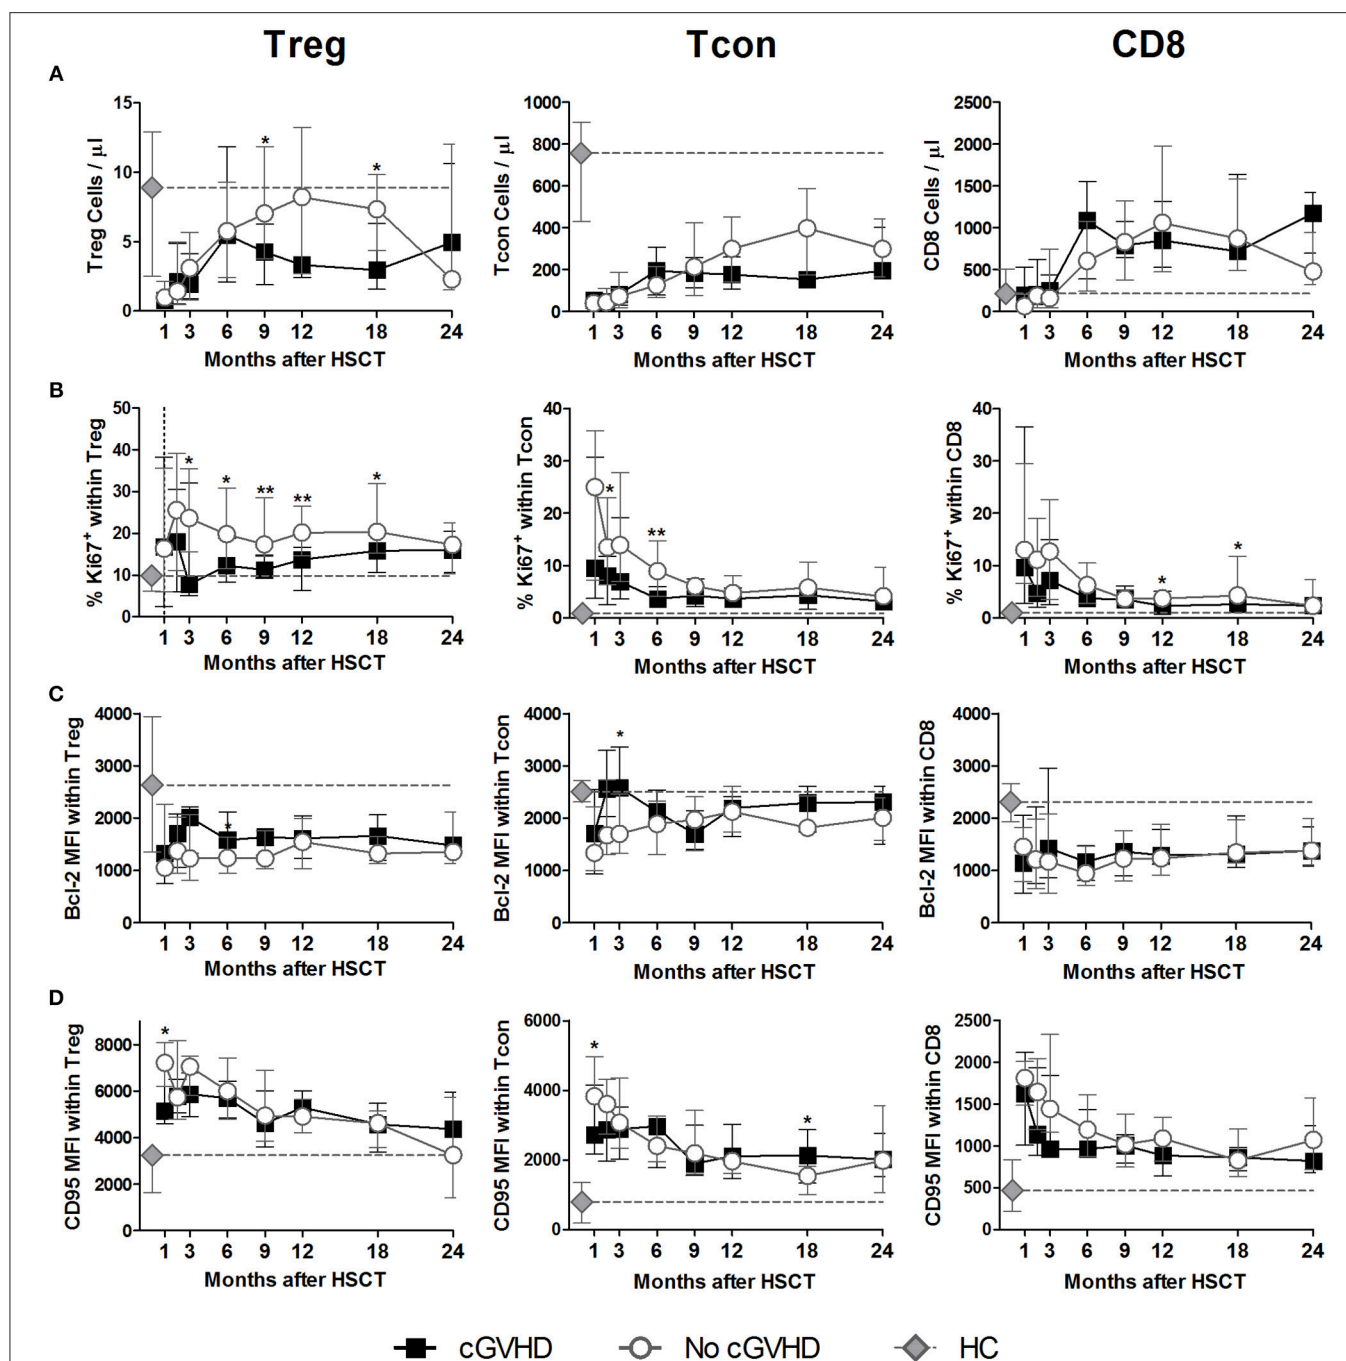 Treg Tcon CD8
A
Treg Cells / µl
15
10
5
0
1 3 6 9 12 18 24
Months after HSCT
* *
Tcon Cells / µl
1000
800
600
400
200
0
1 3 6 9 12 18 24
Months after HSCT
CD8 Cells / µl
2500
2000
1500
1000
500
0
1 3 6 9 12 18 24
Months after HSCT
B
% Ki67+ within Treg
50
40
30
20
10
0
1 3 6 9 12 18 24
Months after HSCT
* * ** ** *
% Ki67+ within Tcon
40
30
20
10
0
1 3 6 9 12 18 24
Months after HSCT
* **
% Ki67+ within CD8
40
30
20
10
0
1 3 6 9 12 18 24
Months after HSCT
* *
C
Bcl-2 MFI within Treg
4000
3000
2000
1000
0
1 3 6 9 12 18 24
Months after HSCT
*
Bcl-2 MFI within Tcon
4000
3000
2000
1000
0
1 3 6 9 12 18 24
Months after HSCT
*
Bcl-2 MFI within CD8
4000
3000
2000
1000
0
1 3 6 9 12 18 24
Months after HSCT
D
CD95 MFI within Treg
8000
6000
4000
2000
0
1 3 6 9 12 18 24
Months after HSCT
*
CD95 MFI within Tcon
6000
4000
2000
0
1 3 6 9 12 18 24
Months after HSCT
* *
CD95 MFI within CD8
2500
2000
1500
1000
500
0
1 3 6 9 12 18 24
Months after HSCT
cGVHD No cGVHD HC